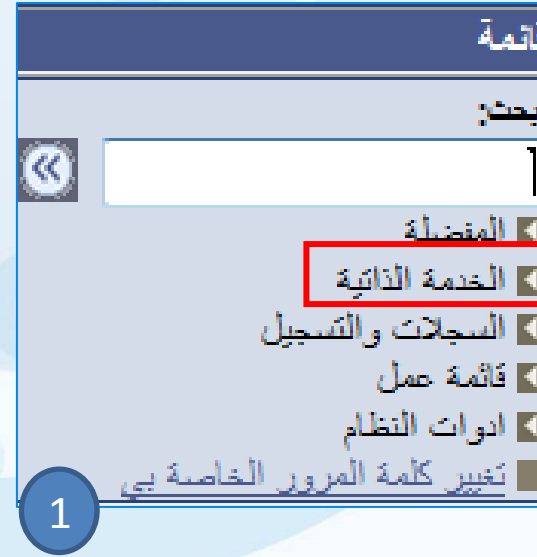 قائمة
بحث:
المفضلة
الخدمة الذاتية
السجلات والتسجيل
قائمة عمل
ادوات النظام
تغيير كلمة المرور الخاصة بي
1